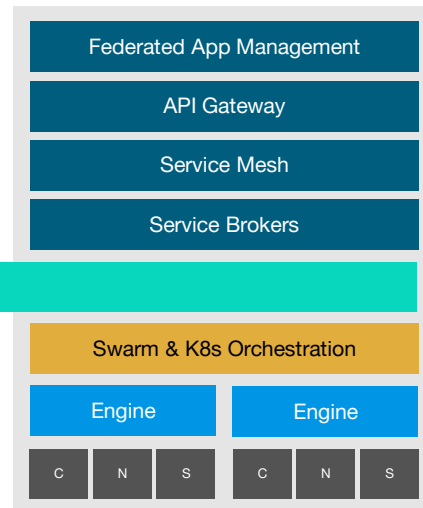 Federated App Management
API Gateway
Service Mesh
Service Brokers
Swarm & K8s Orchestration
Engine Engine
C N S C N S